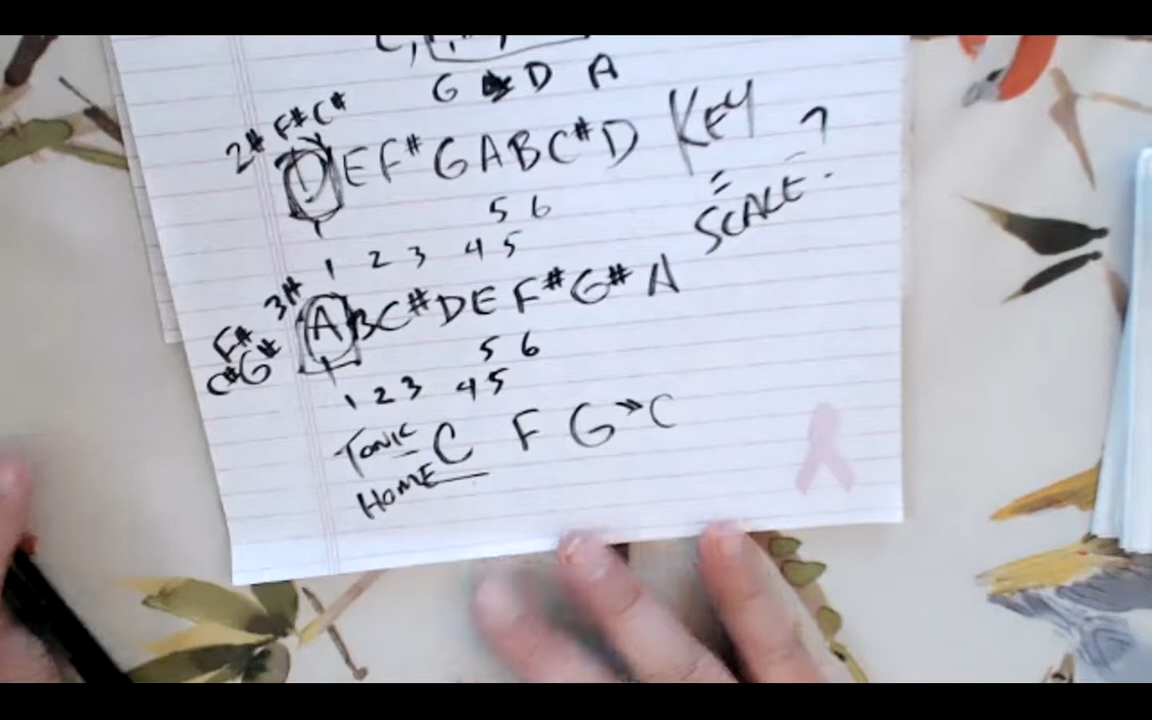 G D A
2# F# C#
D E F# G A B C# D KEY
= ?
SCALE
5 6
1 2 3 4 5
3#
F# C# G#
A B C# D E F# G# A
5 6
1 2 3 4 5
TONIC C F G » C
HOME